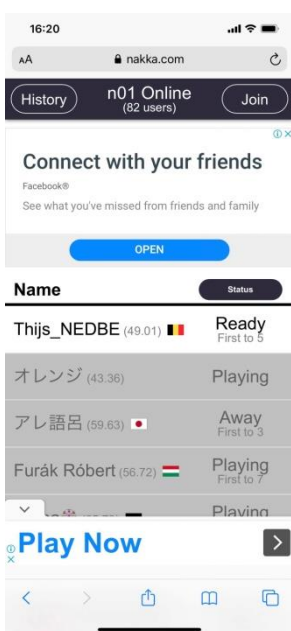 16:20
AA nakka.com
History n01 Online Join
(82 users)
Connect with your friends
Facebook®
See what you've missed from friends and family
OPEN
Name Status
Thijs_NEDBE (49.01) Ready
First to 5
オレンジ (43.36) Playing
アレ語呂 (59.63) Away
First to 3
Furák Róbert (56.72) Playing
First to 7
Playing
Play Now